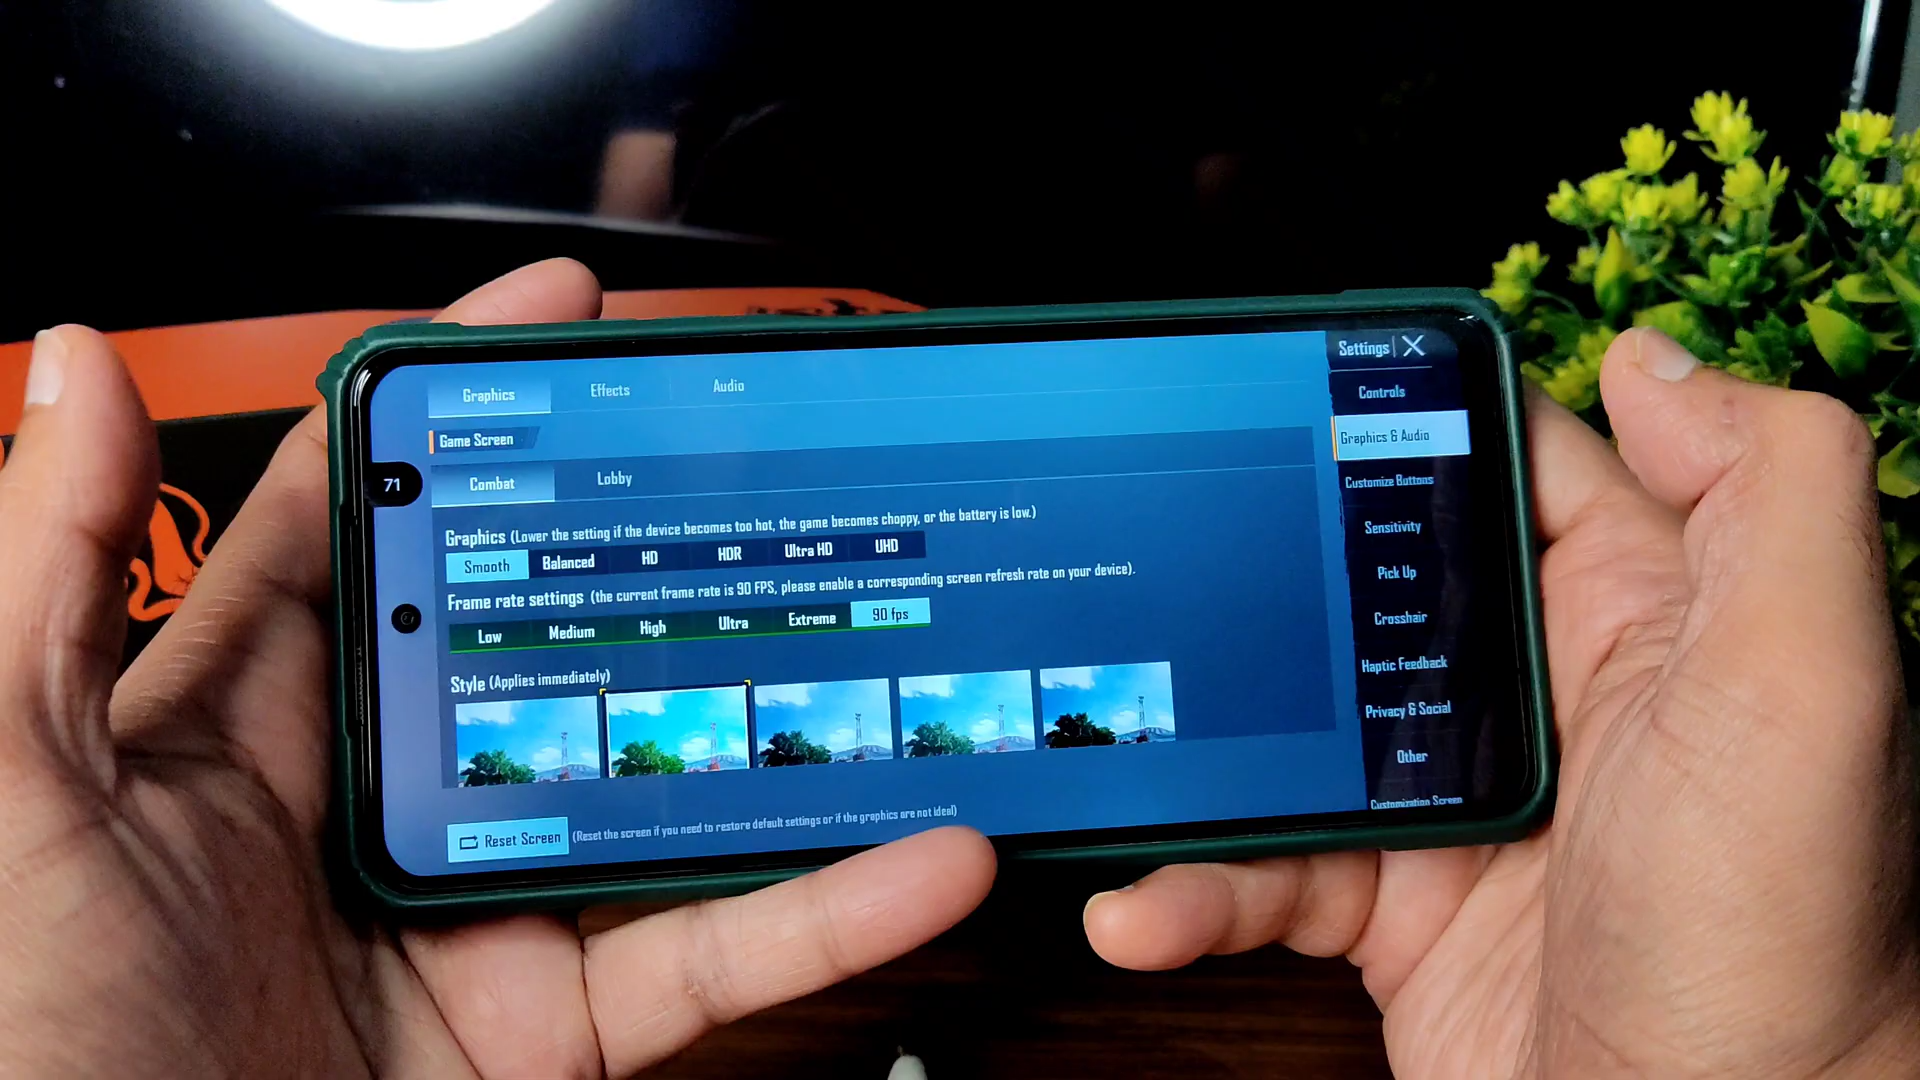 Graphics Effects Audio
Game Screen
71
Combat Lobby
Graphics (Lower the setting if the device becomes too hot, the game becomes choppy, or the battery is low.)
Smooth Balanced HD HDR Ultra HD UHD
Frame rate settings (the current frame rate is 90 FPS, please enable a corresponding screen refresh rate on your device).
Low Medium High Ultra Extreme 90 fps
Style (Applies immediately)
Reset Screen (Reset the screen if you need to restore default settings or if the graphics are not ideal)
Settings
Controls
Graphics & Audio
Customize Buttons
Sensitivity
Pick Up
Crosshair
Haptic Feedback
Privacy & Social
Other
Customization Screen